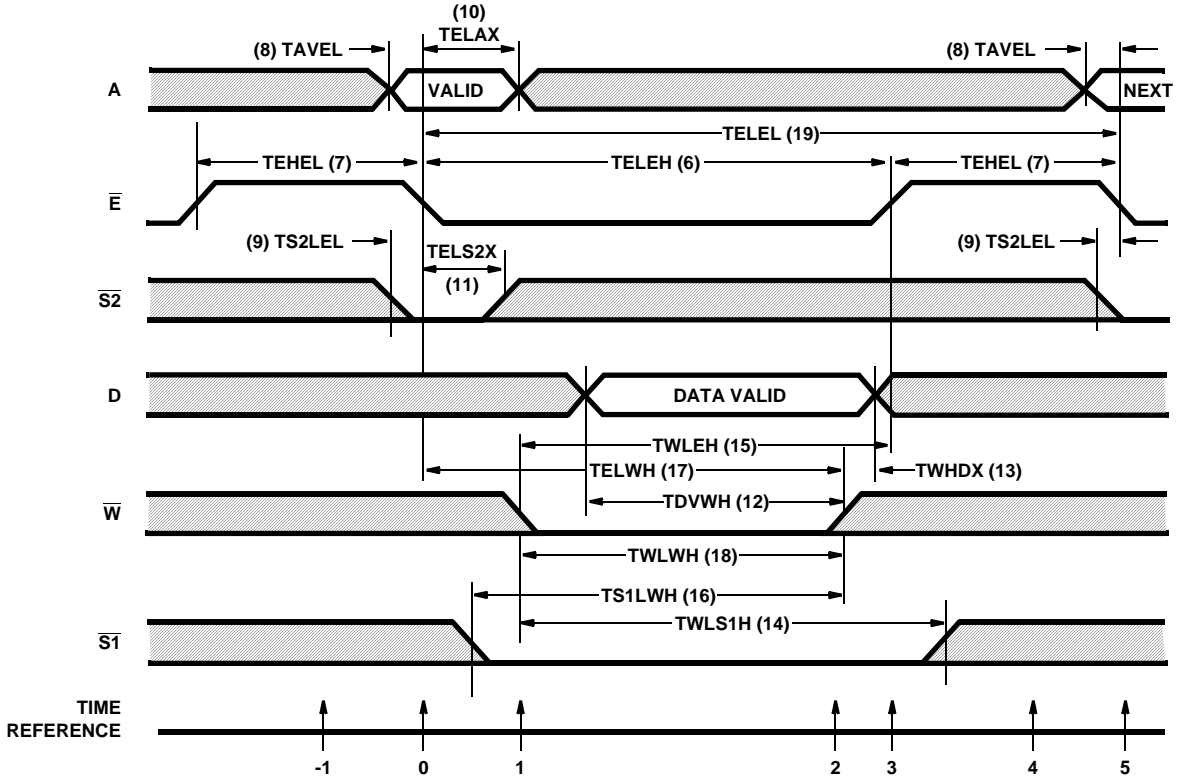 (10)
(8) TAVEL TELAX (8) TAVEL
A VALID NEXT
TELEL (19)
TEHEL (7) TELEH (6) TEHEL (7)
E
(9) TS2LEL TELS2X (9) TS2LEL
(11)
S2
D DATA VALID
TWLEH (15)
TELWH (17) TWHDX (13)
TDVWH (12)
W
TWLWH (18)
TS1LWH (16)
TWLS1H (14)
S1
TIME
REFERENCE
-1 0 1 2 3 4 5